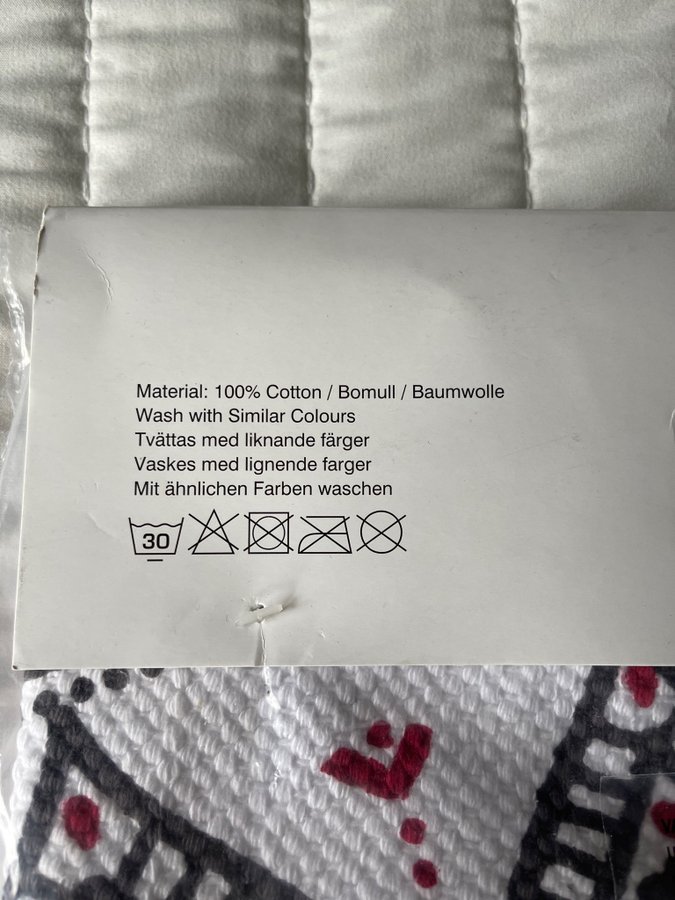 Material: 100% Cotton / Bomull / Baumwolle
Wash with Similar Colours
Tvättas med liknande färger
Vaskes med lignende farger
Mit ähnlichen Farben waschen
30